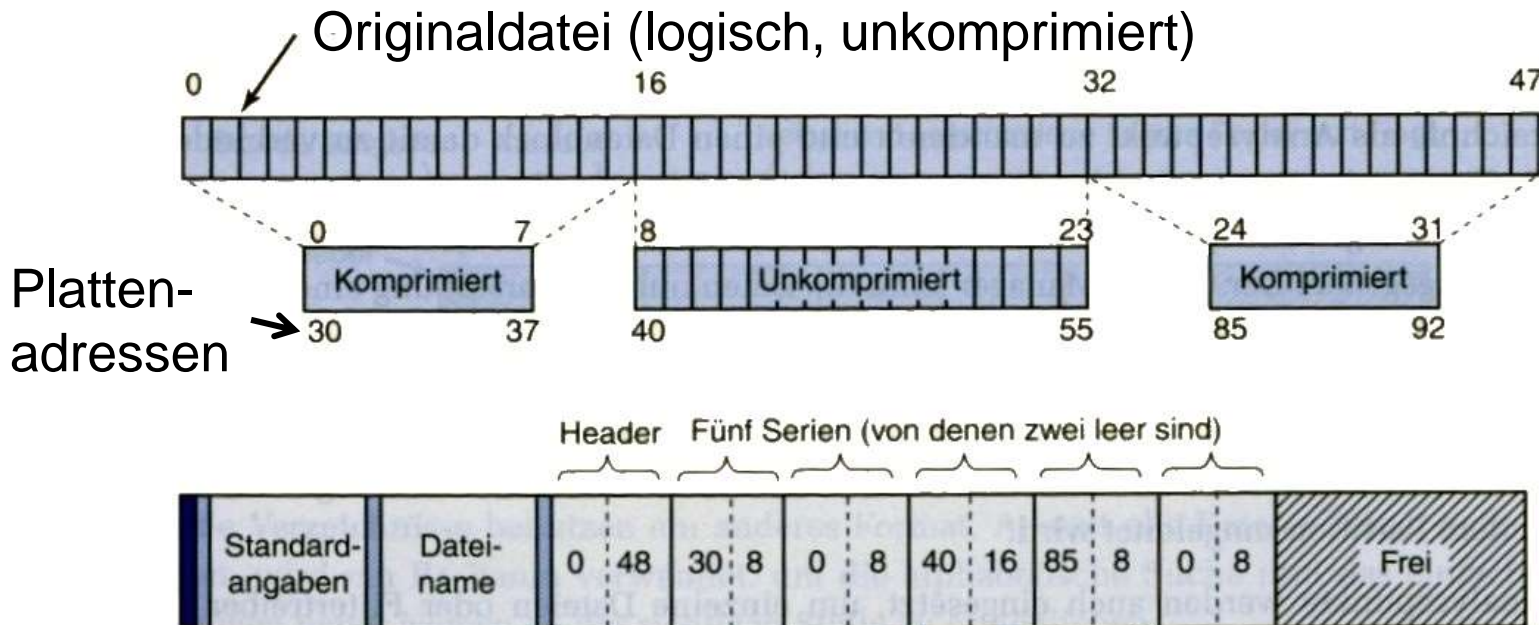 Originaldatei (logisch, unkomprimiert)
0 16 32 47
0 7 8 23 24 31
Komprimiert Unkomprimiert Komprimiert
Platten-
adressen
30 37 40 55 85 92
Header Fünf Serien (von denen zwei leer sind)
Standard-
angaben
Datei-
name
0 48 30 8 0 8 40 16 85 8 0 8 Frei